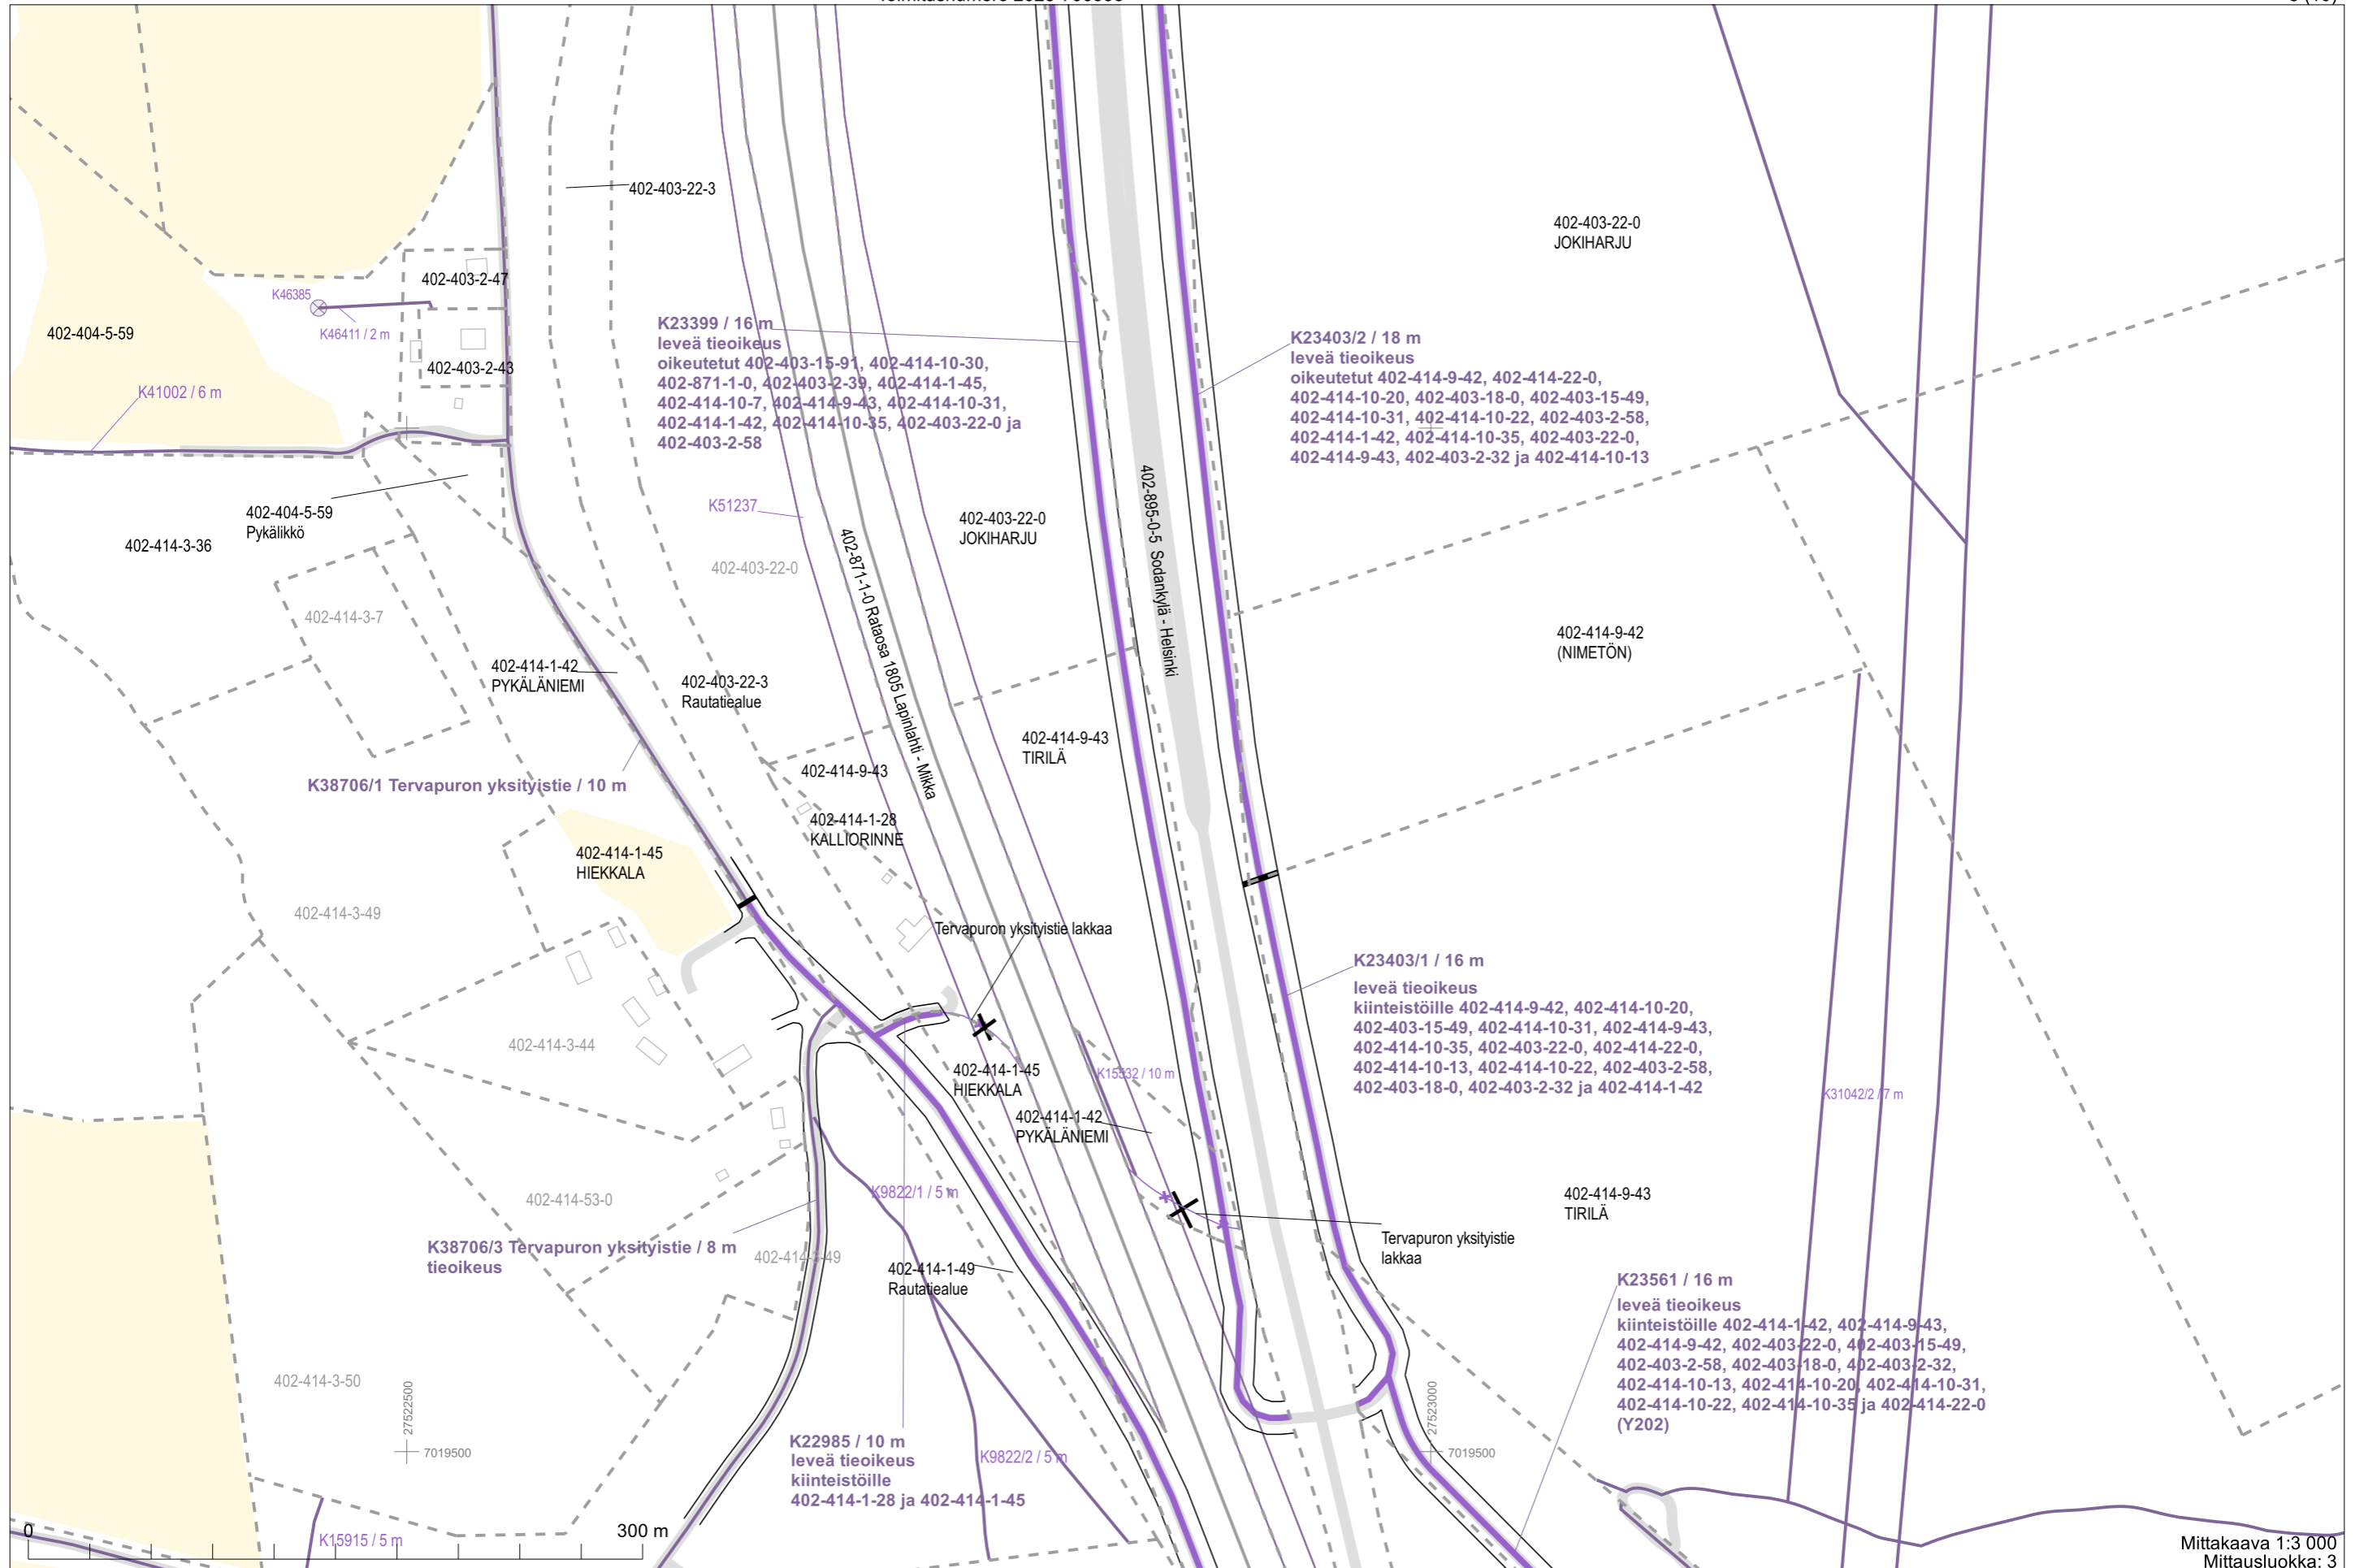 402-403-22-3
402-403-22-0
JOKIHARJU
402-403-2-47
K46385
K46411 / 2 m
402-404-5-59
402-403-2-43
K41002 / 6 m
K23399 / 16 m
leveä tieoikeus
oikeutetut 402-403-15-91, 402-414-10-30,
402-871-1-0, 402-403-2-39, 402-414-1-45,
402-414-10-7, 402-414-9-43, 402-414-10-31,
402-414-1-42, 402-414-10-35, 402-403-22-0 ja
402-403-2-58
K23403/2 / 18 m
leveä tieoikeus
oikeutetut 402-414-9-42, 402-414-22-0,
402-414-10-20, 402-403-18-0, 402-403-15-49,
402-414-10-31, 402-414-10-22, 402-403-2-58,
402-414-1-42, 402-414-10-35, 402-403-22-0,
402-414-9-43, 402-403-2-32 ja 402-414-10-13
402-404-5-59
Pykälikkö
402-414-3-36
K51237
402-403-22-0
402-403-22-0
JOKIHARJU
402-895-0-5 Sodankylä - Helsinki
402-871-1-0 Rataosa 1805 Lapinlahti - Mikka
402-414-3-7
402-414-1-42
PYKÄLÄNIEMI
402-403-22-3
Rautatiealue
402-414-9-42
(NIMETÖN)
402-414-9-43
TIRILÄ
402-414-9-43
K38706/1 Tervapuron yksityistie / 10 m
402-414-1-28
KALLIORINNE
402-414-1-45
HIEKKALA
402-414-3-49
Tervapuron yksityistie lakkaa
K23403/1 / 16 m
leveä tieoikeus
kiinteistöille 402-414-9-42, 402-414-10-20,
402-403-15-49, 402-414-10-31, 402-414-9-43,
402-414-10-35, 402-403-22-0, 402-414-22-0,
402-414-10-13, 402-414-10-22, 402-403-2-58,
402-403-18-0, 402-403-2-32 ja 402-414-1-42
402-414-3-44
402-414-1-45
HIEKKALA
K15532 / 10 m
K31042/2 / 7 m
402-414-1-42
PYKÄLÄNIEMI
402-414-53-0
K9822/1 / 5 m
402-414-9-43
TIRILÄ
K38706/3 Tervapuron yksityistie / 8 m
tieoikeus
402-414-3-49
402-414-1-49
Rautatiealue
Tervapuron yksityistie
lakkaa
K23561 / 16 m
leveä tieoikeus
kiinteistöille 402-414-1-42, 402-414-9-43,
402-414-9-42, 402-403-22-0, 402-403-15-49,
402-403-2-58, 402-403-18-0, 402-403-2-32,
402-414-10-13, 402-414-10-20, 402-414-10-31,
402-414-10-22, 402-414-10-35 ja 402-414-22-0
(Y202)
402-414-3-50
27522500
7019500
27523000
7019500
K22985 / 10 m
leveä tieoikeus
kiinteistöille
402-414-1-28 ja 402-414-1-45
K9822/2 / 5 m
0
300 m
K15915 / 5 m
Mittakaava 1:3 000
Mittausluokka: 3